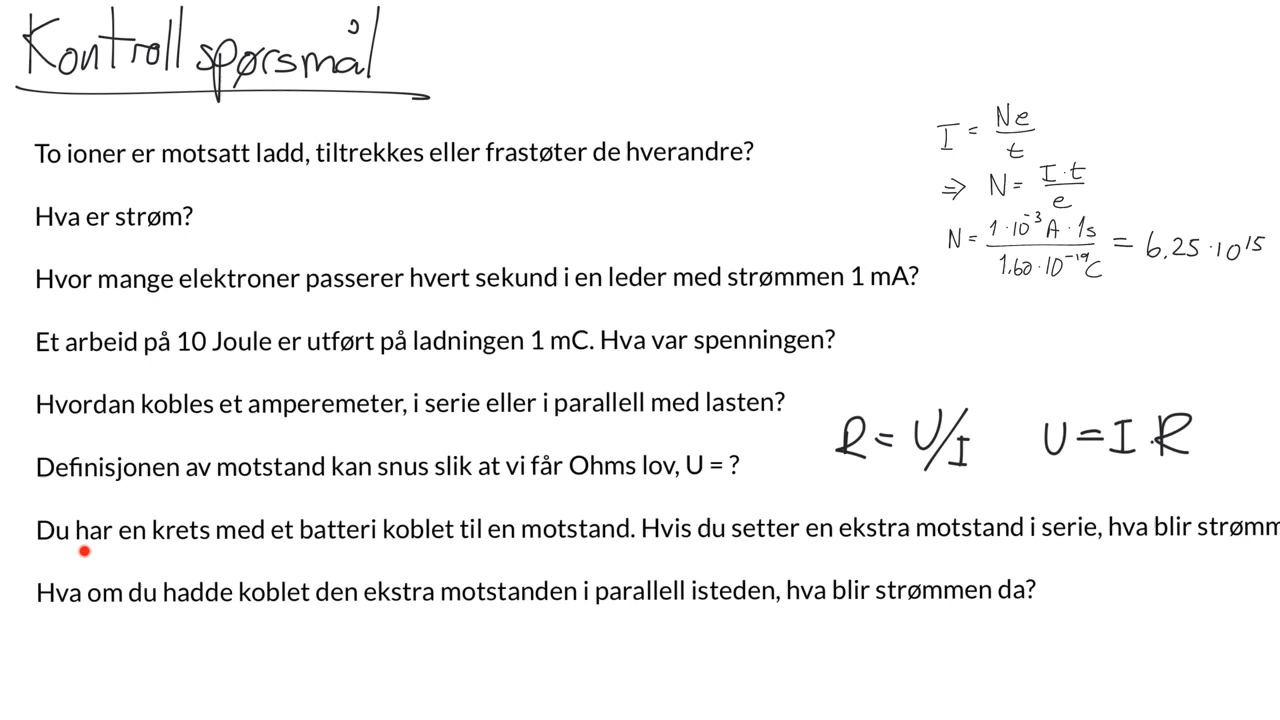 Kontrollspørsmål
To ioner er motsatt ladd, tiltrekkes eller frastøter de hverandre?
I = Ne/t
⇒ N = I·t/e
Hva er strøm?
N = 1·10⁻³A·1s / 1.60·10⁻¹⁹C = 6.25·10¹⁵
Hvor mange elektroner passerer hvert sekund i en leder med strømmen 1 mA?
Et arbeid på 10 Joule er utført på ladningen 1 mC. Hva var spenningen?
Hvordan kobles et amperemeter, i serie eller i parallell med lasten?
R = U/I U = I·R
Definisjonen av motstand kan snus slik at vi får Ohms lov, U = ?
Du har en krets med et batteri koblet til en motstand. Hvis du setter en ekstra motstand i serie, hva blir strømm
Hva om du hadde koblet den ekstra motstanden i parallell isteden, hva blir strømmen da?